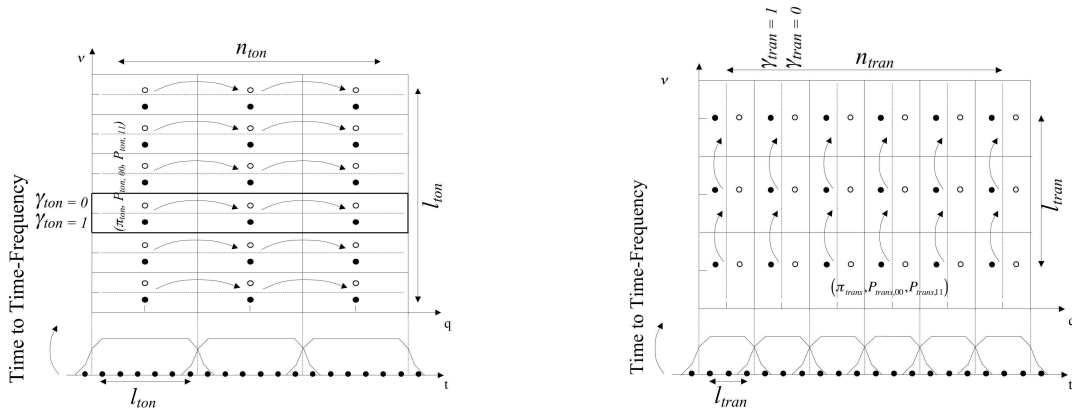 ν
n_ton
(π_ton, P_ton, 00, P_ton, 11)
γ_ton = 0
γ_ton = 1
l_ton
Time to Time-Frequency
q
l_ton
t
γ_tran = 1
γ_tran = 0
ν
n_tran
l_tran
Time to Time-Frequency
(π_trans, P_trans,00, P_trans,11)
q
l_tran
t